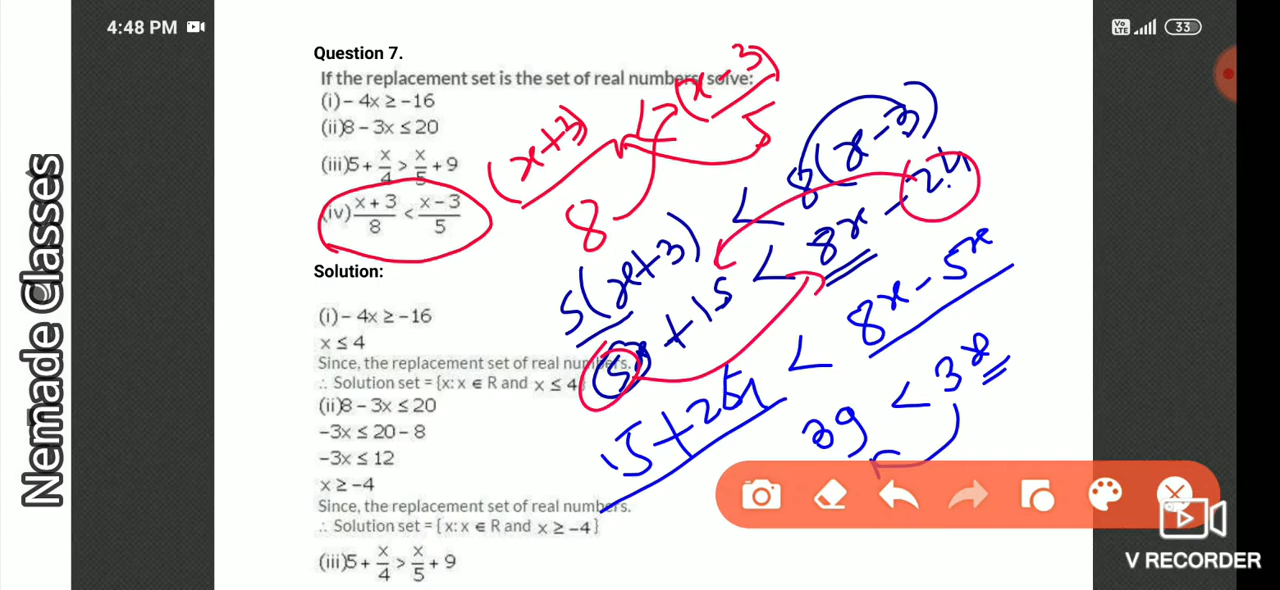 4:48 PM
Vo LTE
33
Nemade Classes
Question 7.
If the replacement set is the set of real numbers, solve:
(i) – 4x ≥ –16
(ii)8 – 3x ≤ 20
(iii)5 + x/4 > x/5 + 9
(iv) x + 3/8 < x – 3/5
(x+3)/8 < (x-3)/5
5(x+3) < 8(x-3)
5x + 15 < 8x - 24
15 + 24 < 8x - 5x
39 < 3x
Solution:
(i) – 4x ≥ –16
x ≤ 4
Since, the replacement set of real numbers.
∴ Solution set = {x: x ∈ R and x ≤ 4}
(ii)8 – 3x ≤ 20
–3x ≤ 20 – 8
–3x ≤ 12
x ≥ –4
Since, the replacement set of real numbers.
∴ Solution set = { x: x ∈ R and x ≥ –4}
(iii)5 + x/4 > x/5 + 9
V RECORDER